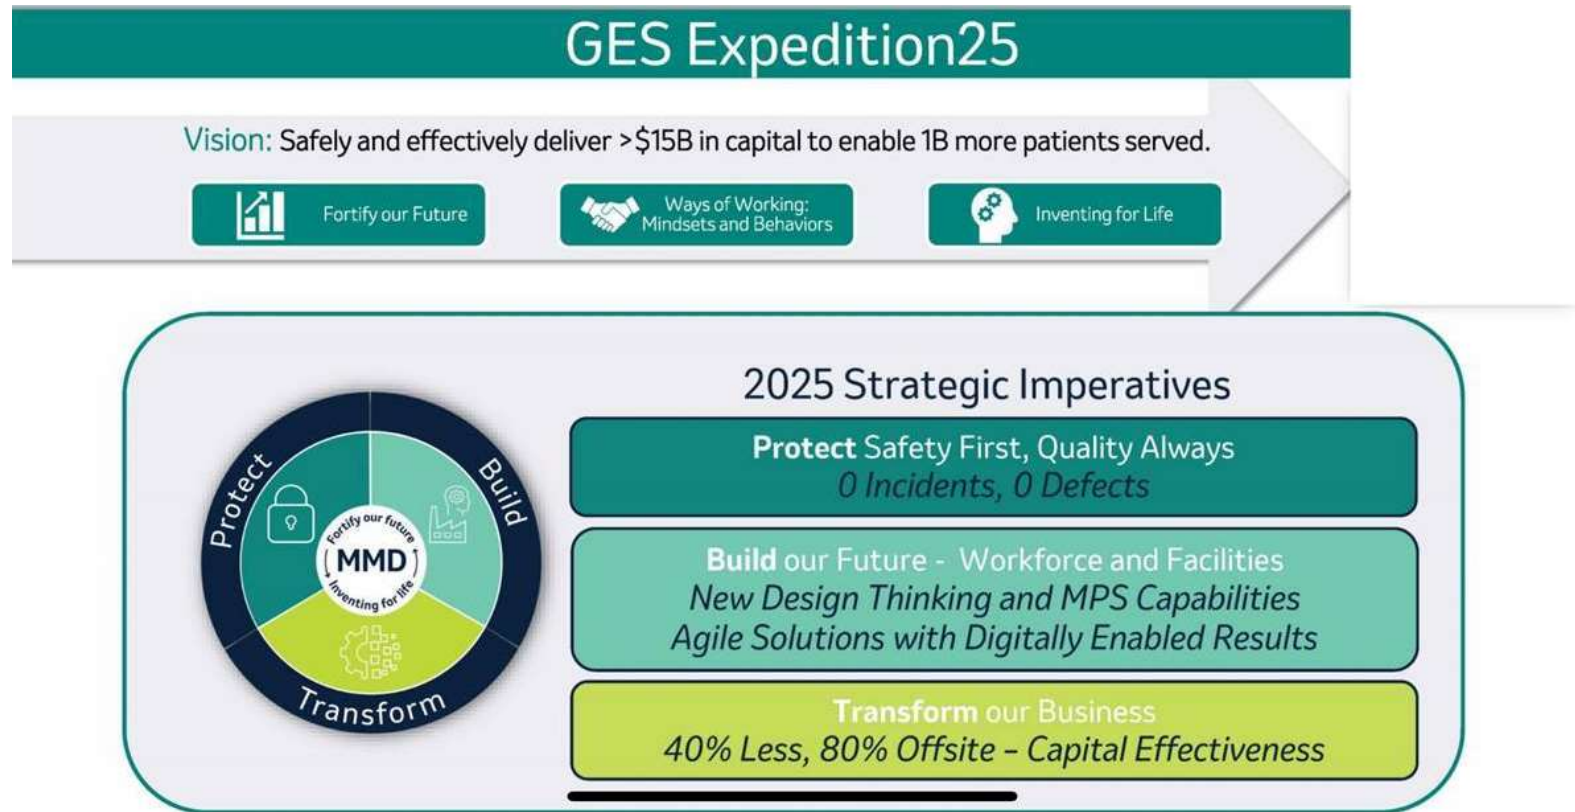 GES Expedition25
Vision: Safely and effectively deliver >$15B in capital to enable 1B more patients served.
Fortify our Future
Ways of Working:
Mindsets and Behaviors
Inventing for Life
2025 Strategic Imperatives
Protect
Build
Transform
Fortify our future
MMD
Inventing for life
Protect Safety First, Quality Always
0 Incidents, 0 Defects
Build our Future - Workforce and Facilities
New Design Thinking and MPS Capabilities
Agile Solutions with Digitally Enabled Results
Transform our Business
40% Less, 80% Offsite – Capital Effectiveness